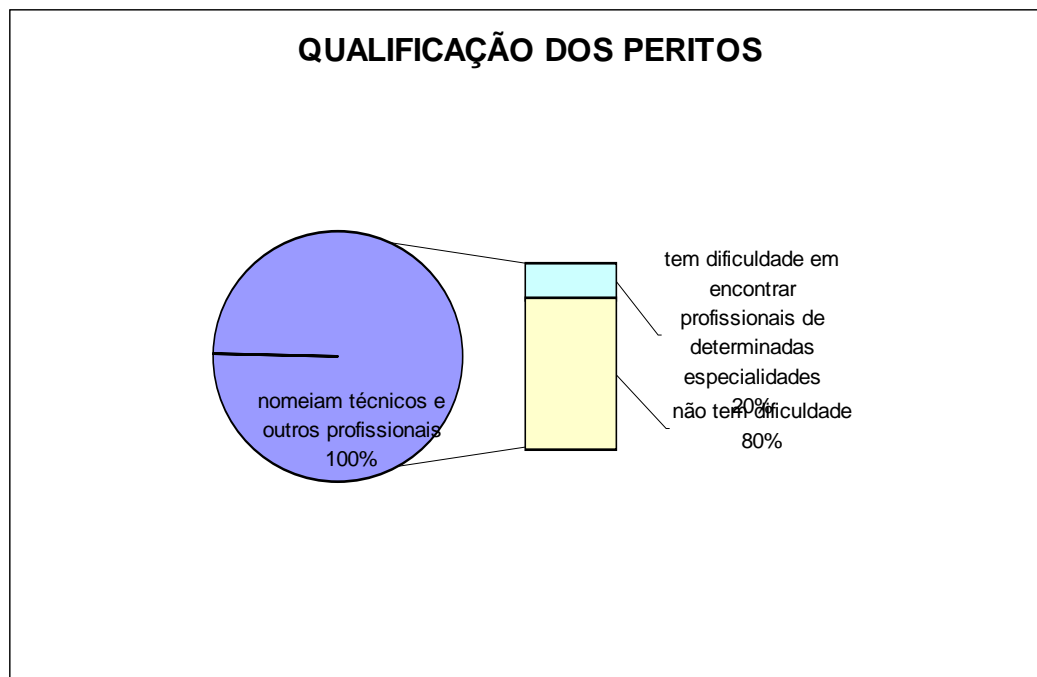 QUALIFICAÇÃO DOS PERITOS
nomeiam técnicos e
outros profissionais
100%
tem dificuldade em
encontrar
profissionais de
determinadas
especialidades
20%
não tem dificuldade
80%